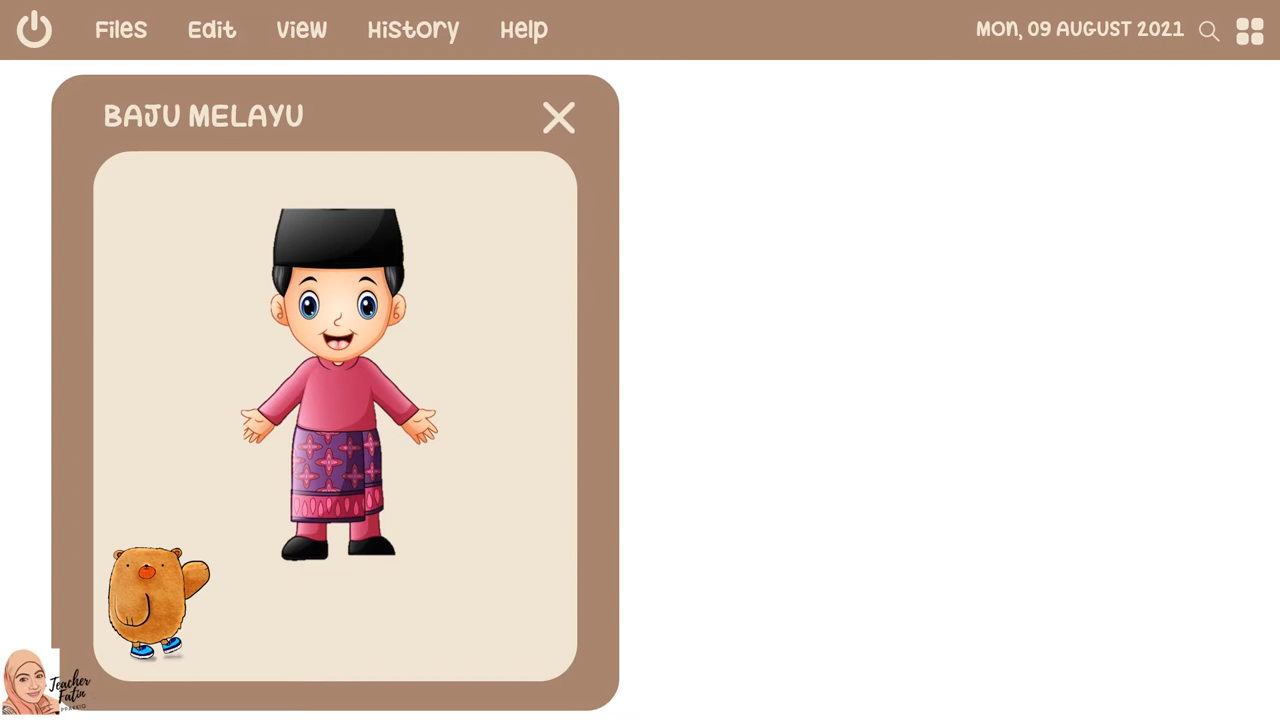 Files Edit View History Help MON, 09 AUGUST 2021
BAJU MELAYU
Teacher
Fatin